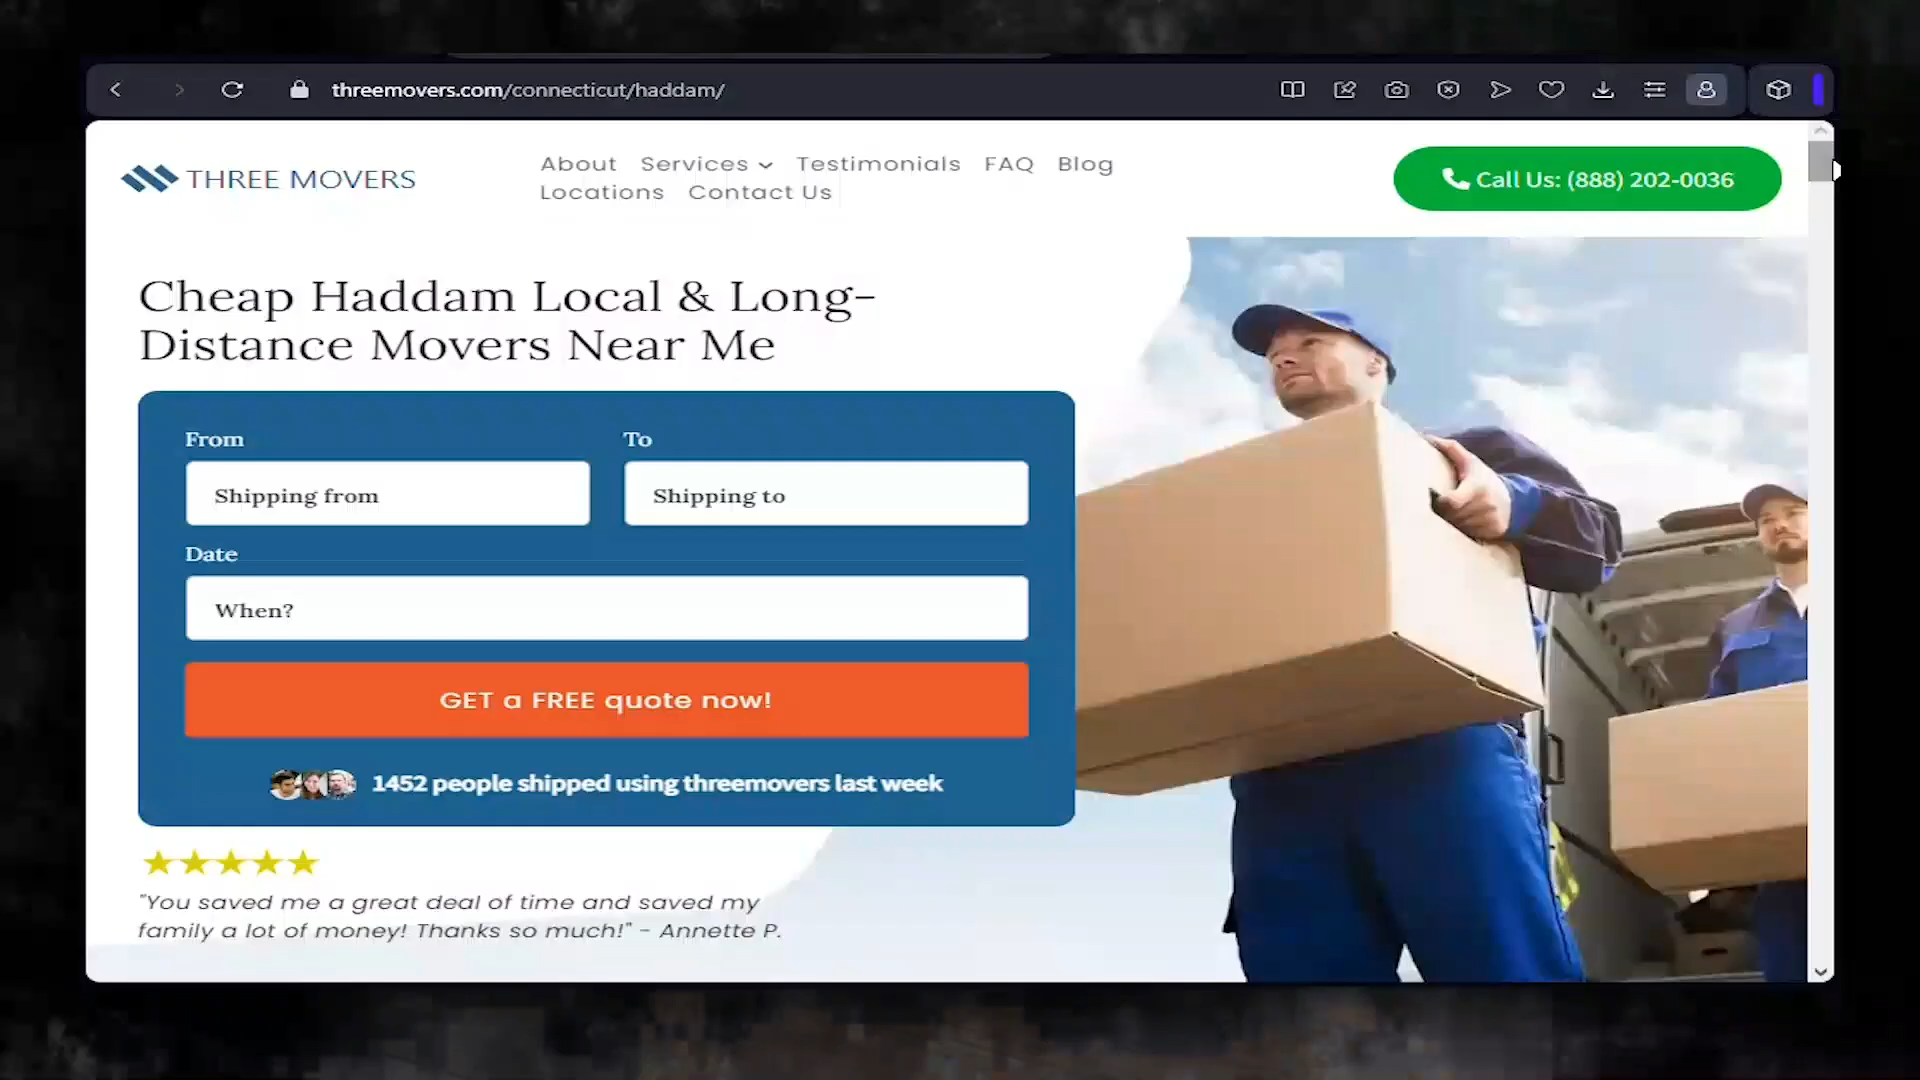 threemovers.com/connecticut/haddam/
THREE MOVERS
About Services Testimonials FAQ Blog
Locations Contact Us
Call Us: (888) 202-0036
Cheap Haddam Local & Long-
Distance Movers Near Me
From
To
Shipping from
Shipping to
Date
When?
GET a FREE quote now!
1452 people shipped using threemovers last week
"You saved me a great deal of time and saved my
family a lot of money! Thanks so much!" - Annette P.